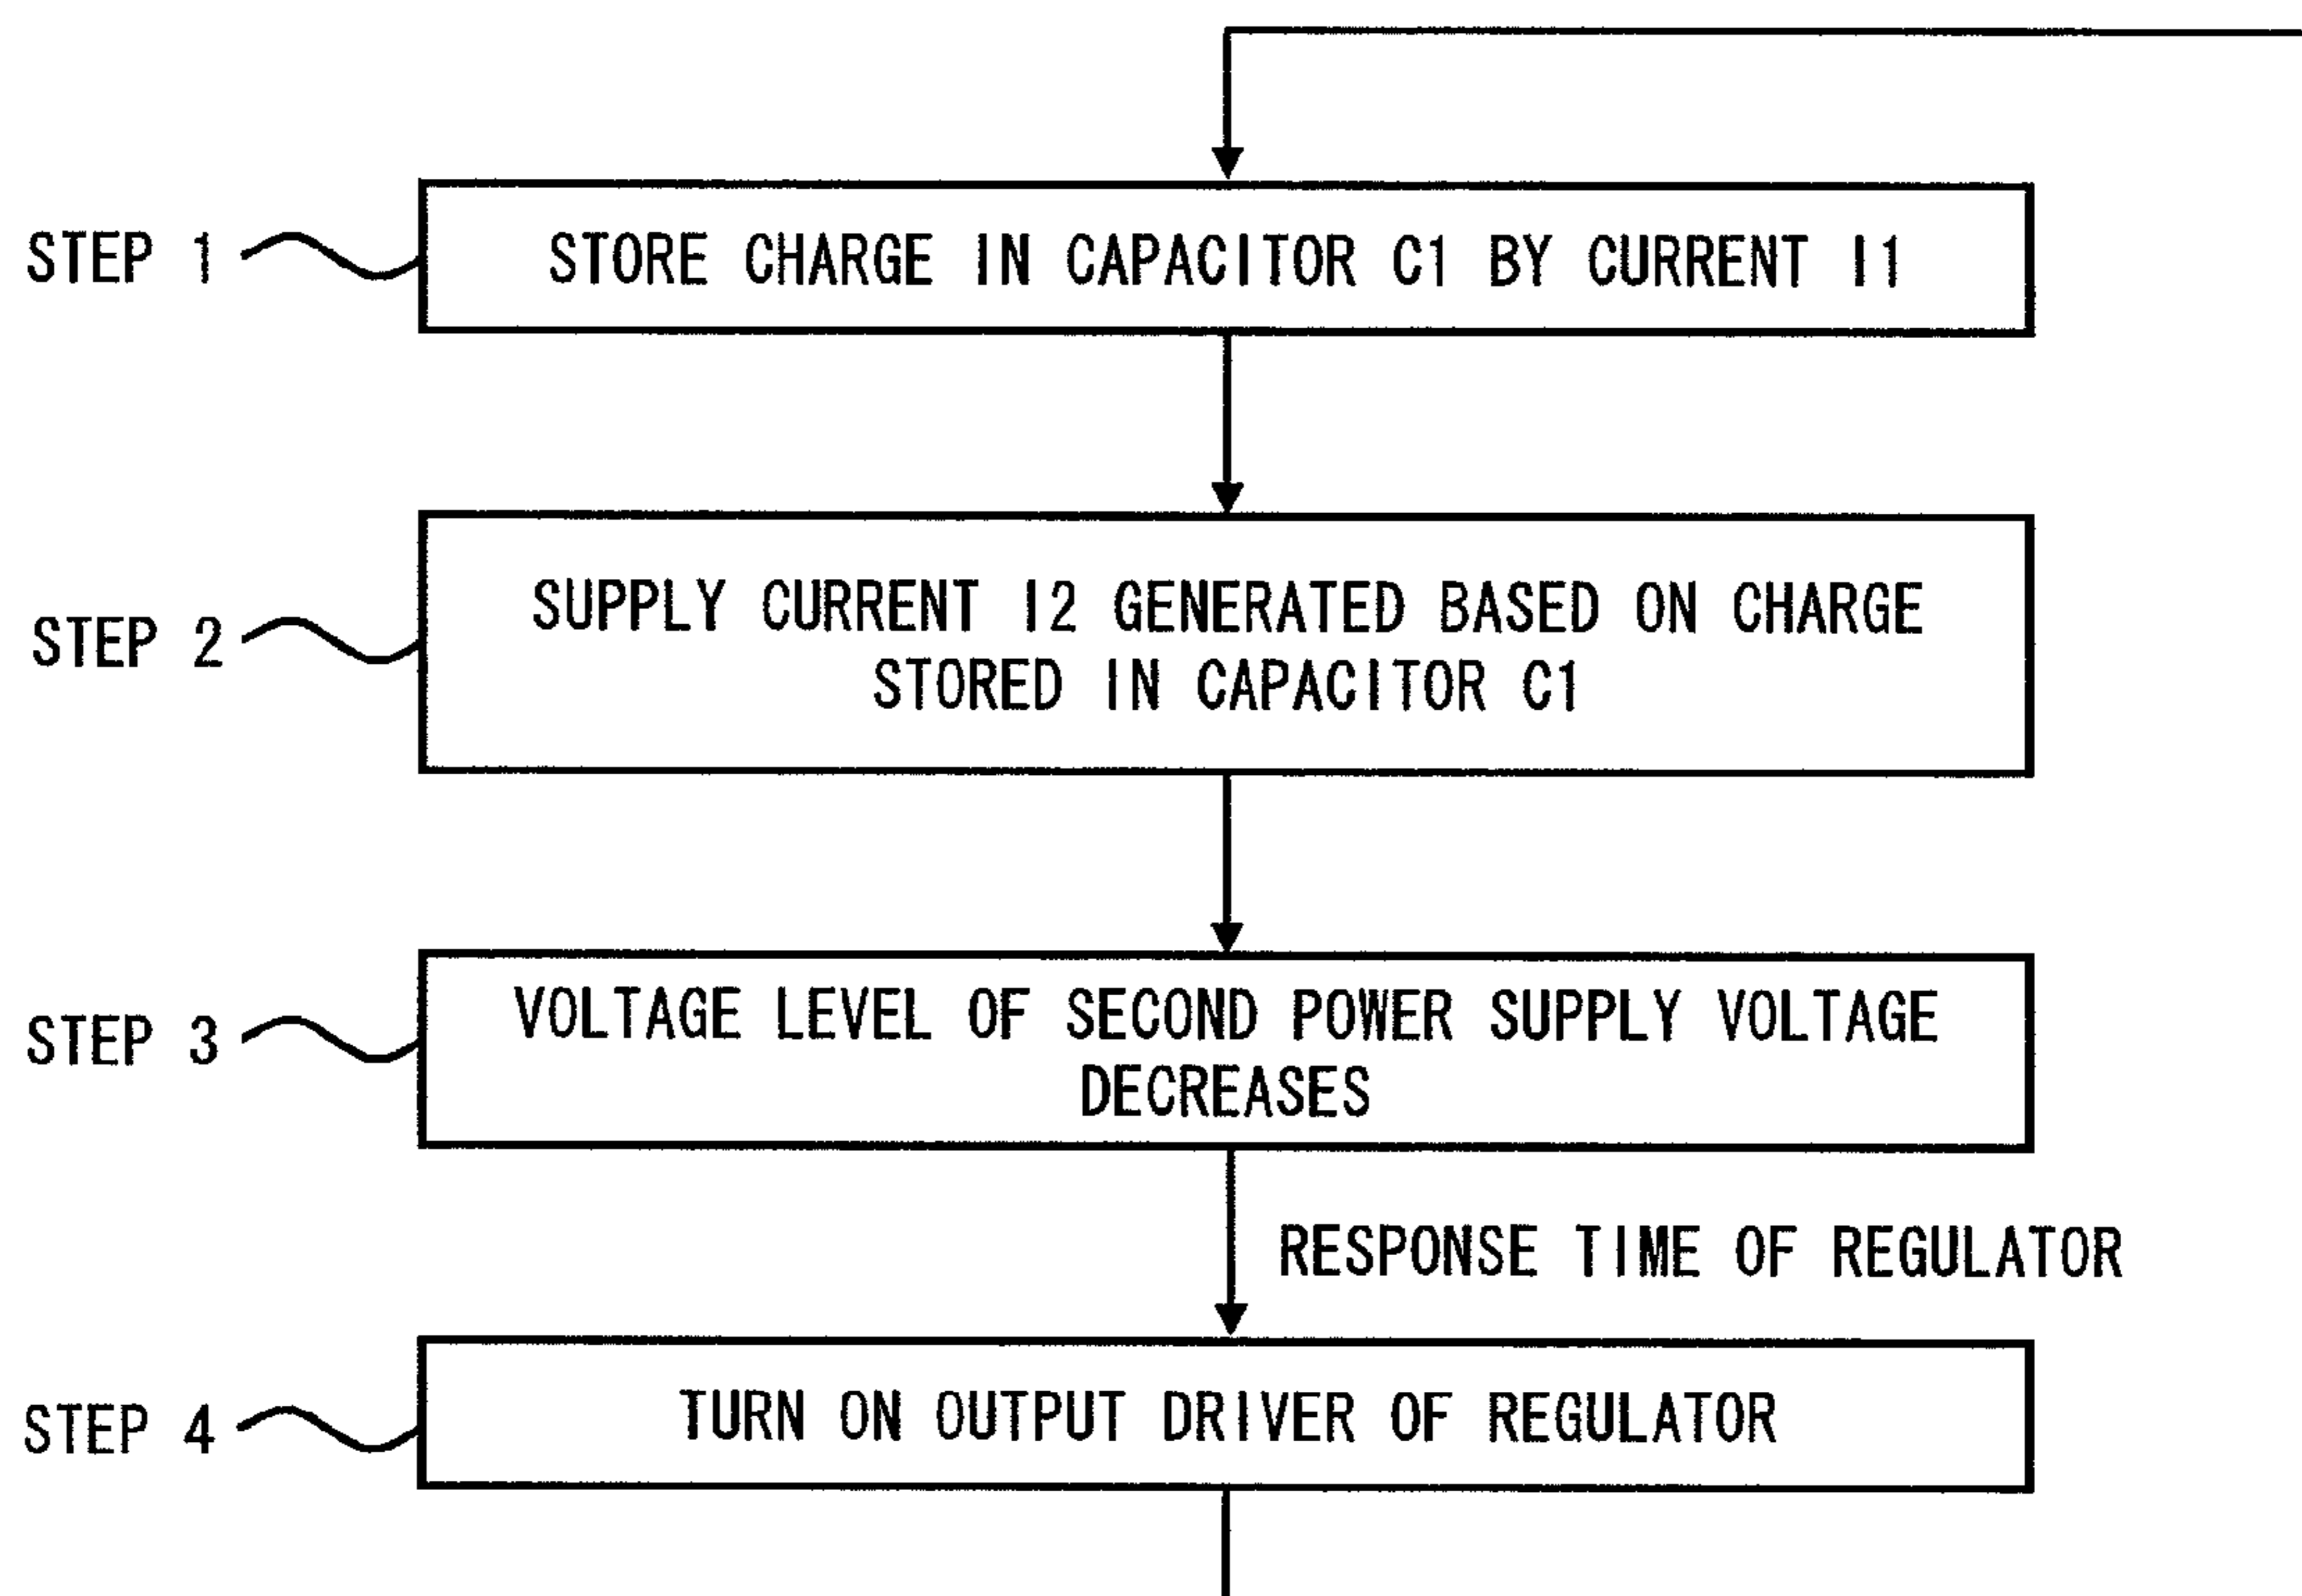 STEP 1
STORE CHARGE IN CAPACITOR C1 BY CURRENT I1
STEP 2
SUPPLY CURRENT I2 GENERATED BASED ON CHARGE
STORED IN CAPACITOR C1
STEP 3
VOLTAGE LEVEL OF SECOND POWER SUPPLY VOLTAGE
DECREASES
RESPONSE TIME OF REGULATOR
STEP 4
TURN ON OUTPUT DRIVER OF REGULATOR